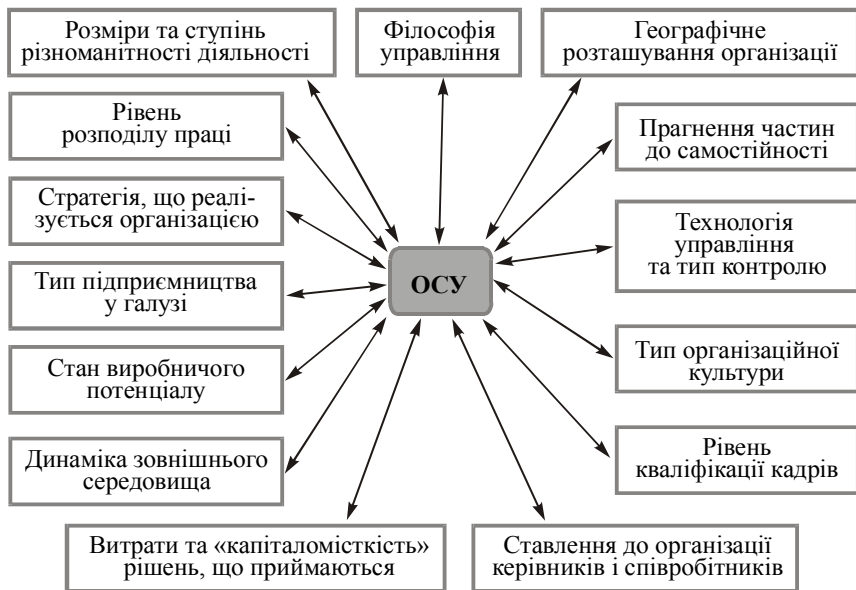 Розміри та ступінь
різноманітності діяльності
Філософія
управління
Географічне
розташування організації
Рівень
розподілу праці
Прагнення частин
до самостійності
Стратегія, що реалі-
зується організацією
Технологія
управління
та тип контролю
Тип підприємництва
у галузі
ОСУ
Стан виробничого
потенціалу
Тип організаційної
культури
Динаміка зовнішнього
середовища
Рівень
кваліфікації кадрів
Витрати та «капіталомісткість»
рішень, що приймаються
Ставлення до організації
керівників і співробітників